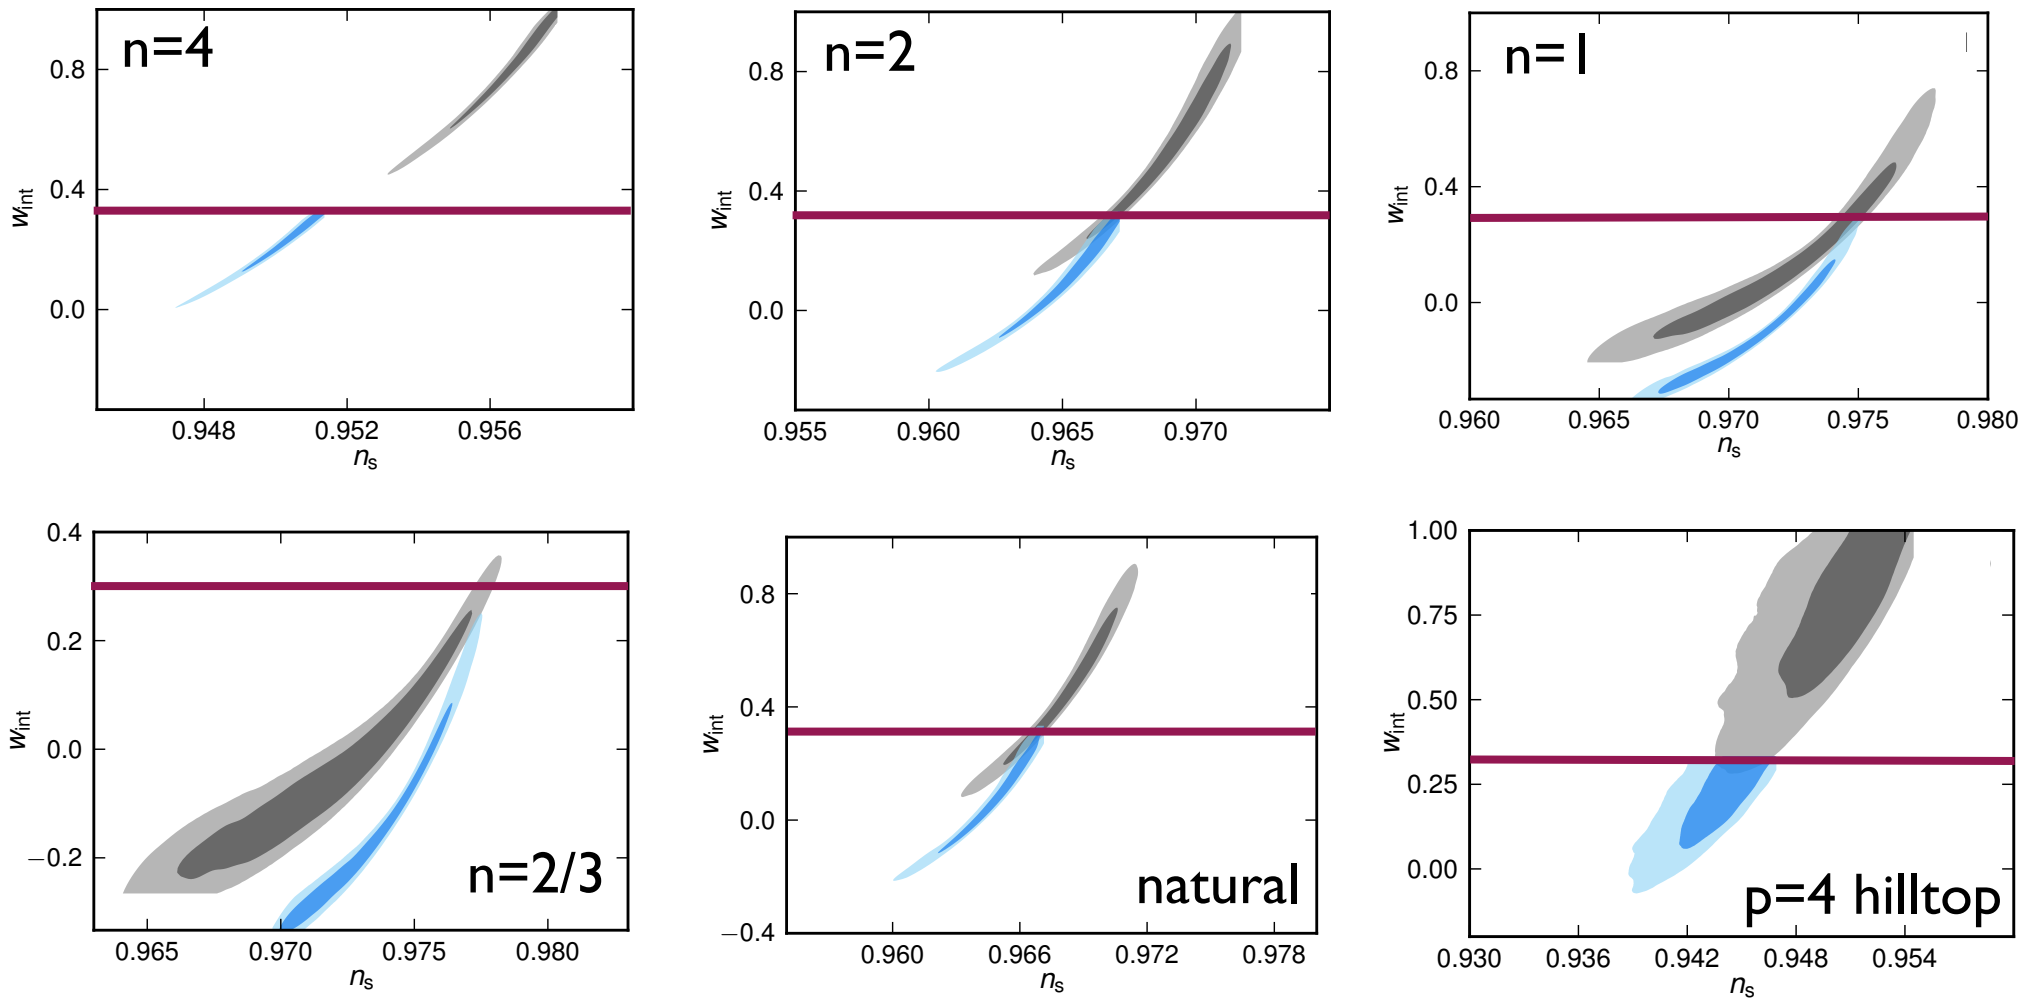 n=4
0.8
0.4
0.0
w_int
0.948 0.952 0.956
n_s
n=2
0.8
0.4
0.0
w_int
0.955 0.960 0.965 0.970
n_s
n=1
0.8
0.4
0.0
w_int
0.960 0.965 0.970 0.975 0.980
n_s
0.4
0.2
0.0
−0.2
w_int
n=2/3
0.965 0.970 0.975 0.980
n_s
0.8
0.4
0.0
−0.4
w_int
natural
0.960 0.966 0.972 0.978
n_s
1.00
0.75
0.50
0.25
0.00
w_int
p=4 hilltop
0.930 0.936 0.942 0.948 0.954
n_s